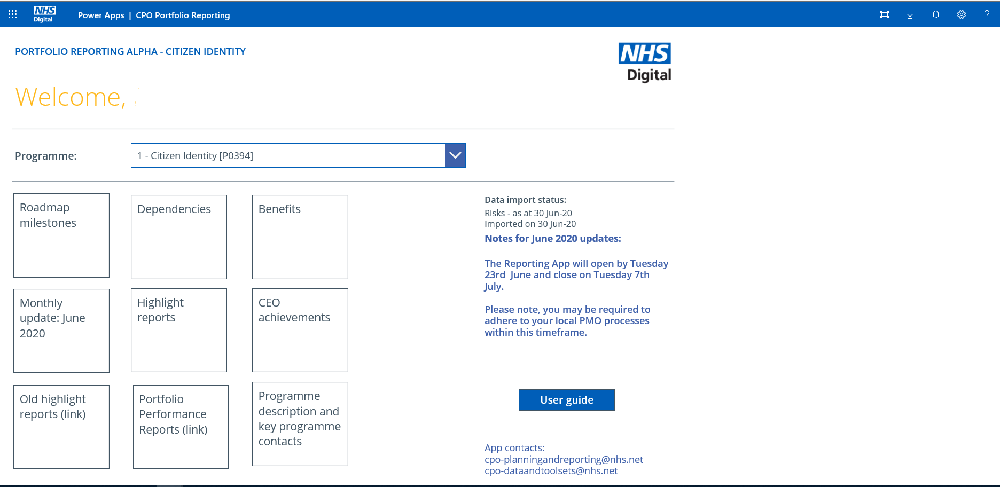 NHS
Digital
Power Apps | CPO Portfolio Reporting
PORTFOLIO REPORTING ALPHA - CITIZEN IDENTITY
NHS
Digital
Welcome,
Programme:
1 - Citizen Identity [P0394]
Roadmap
milestones
Dependencies
Benefits
Monthly
update: June
2020
Highlight
reports
CEO
achievements
Old highlight
reports (link)
Portfolio
Performance
Reports (link)
Programme
description and
key programme
contacts
Data import status:
Risks - as at 30 Jun-20
Imported on 30 Jun-20
Notes for June 2020 updates:
The Reporting App will open by Tuesday
23rd  June and close on Tuesday 7th
July.
Please note, you may be required to
adhere to your local PMO processes
within this timeframe.
User guide
App contacts:
cpo-planningandreporting@nhs.net
cpo-dataandtoolsets@nhs.net